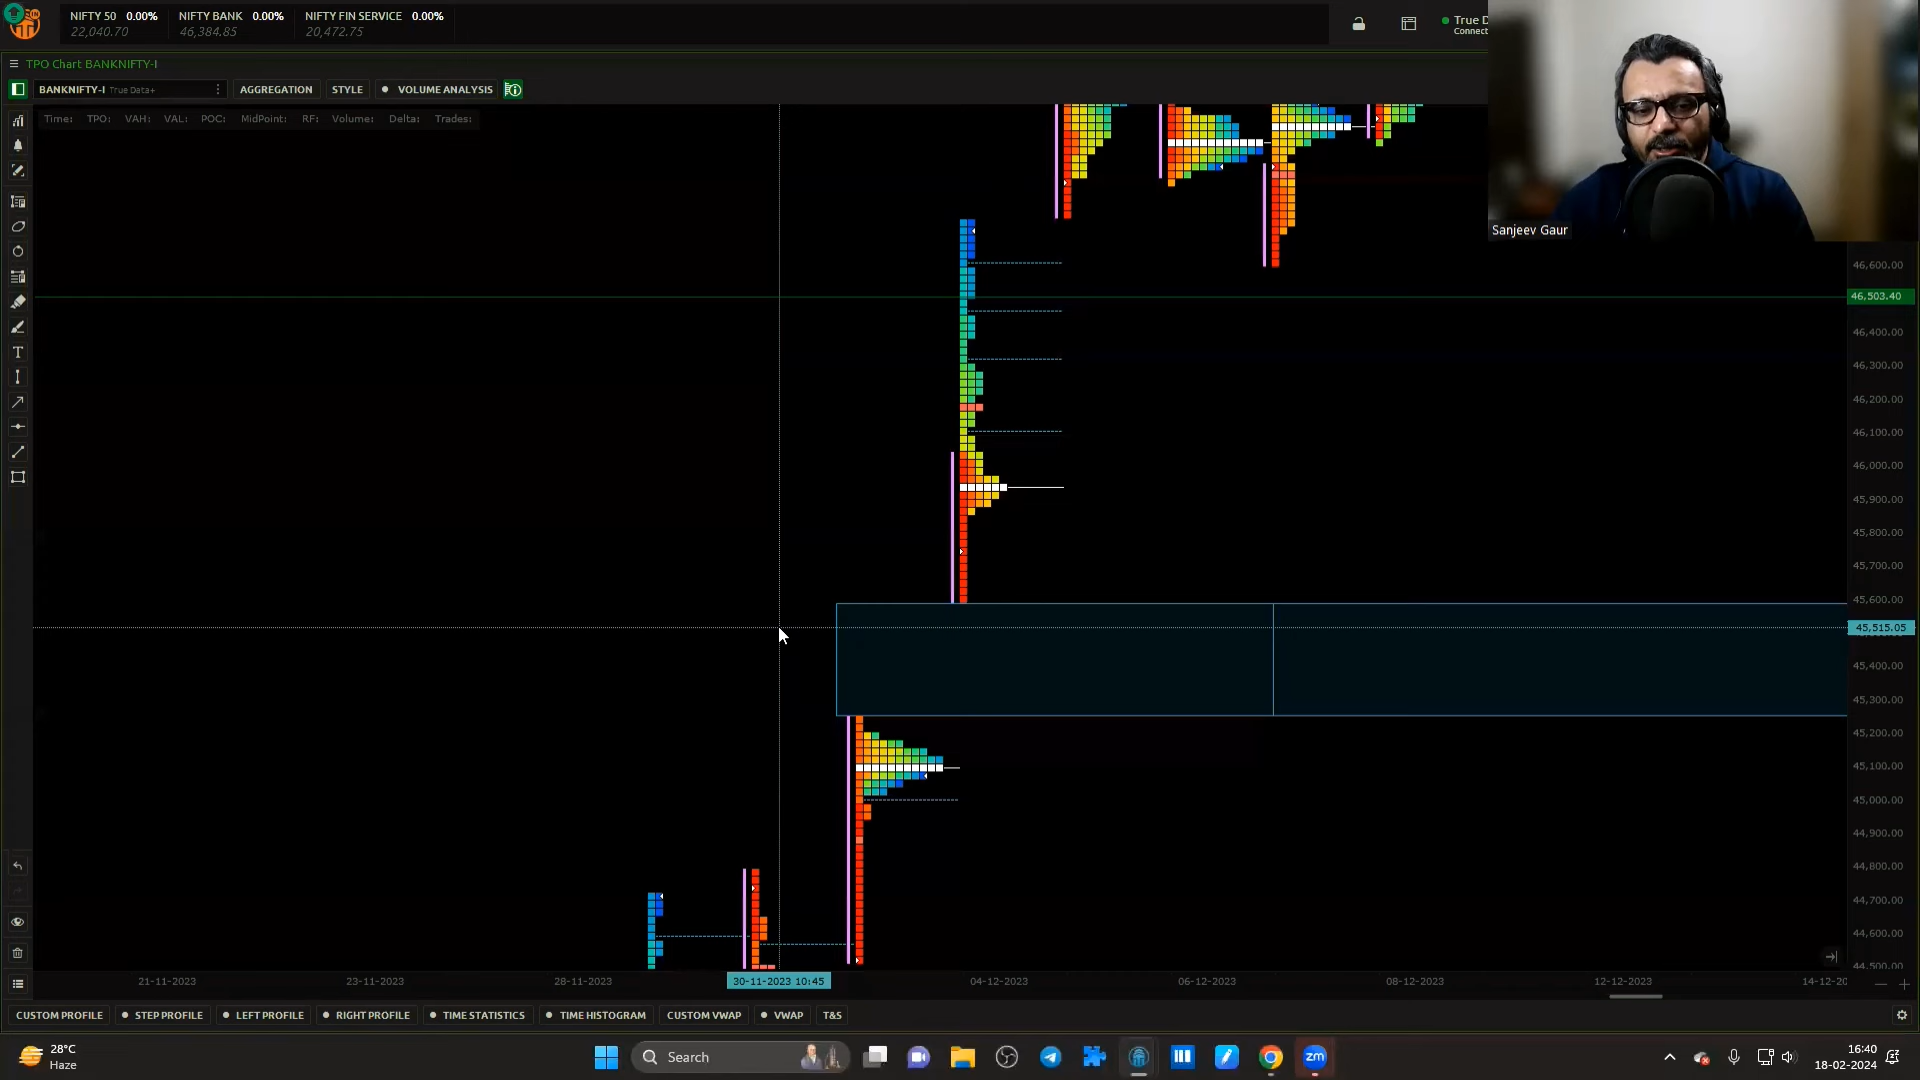 NIFTY 50 0.00%
22,040.70
NIFTY BANK 0.00%
46,384.85
NIFTY FIN SERVICE 0.00%
20,472.75
True D
Connect
TPO Chart BANKNIFTY-I
BANKNIFTY-I True Data+
AGGREGATION
STYLE
VOLUME ANALYSIS
Time: TPO: VAH: VAL: POC: MidPoint: RF: Volume: Delta: Trades:
Sanjeev Gaur
46,600.00
46,503.40
46,400.00
46,300.00
46,200.00
46,100.00
46,000.00
45,900.00
45,800.00
45,700.00
45,600.00
45,515.05
45,400.00
45,300.00
45,200.00
45,100.00
45,000.00
44,900.00
44,800.00
44,700.00
44,600.00
44,500.00
21-11-2023
23-11-2023
28-11-2023
30-11-2023 10:45
04-12-2023
06-12-2023
08-12-2023
12-12-2023
14-12-20
CUSTOM PROFILE
STEP PROFILE
LEFT PROFILE
RIGHT PROFILE
TIME STATISTICS
TIME HISTOGRAM
CUSTOM VWAP
VWAP
T&S
28°C
Haze
Search
zm
16:40
18-02-2024